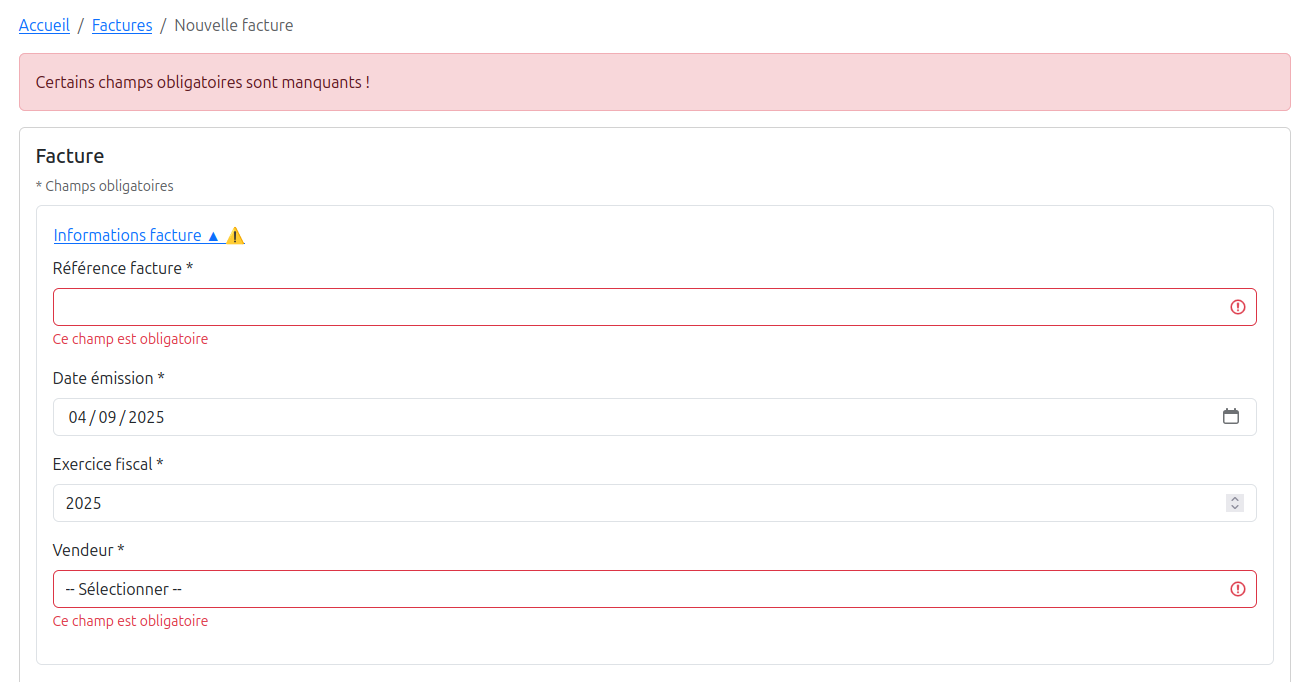 Accueil / Factures / Nouvelle facture
Certains champs obligatoires sont manquants !
Facture
* Champs obligatoires
Informations facture ▲ ⚠️
Référence facture *
Ce champ est obligatoire
Date émission *
04/09/2025
Exercice fiscal *
2025
Vendeur *
-- Sélectionner --
Ce champ est obligatoire